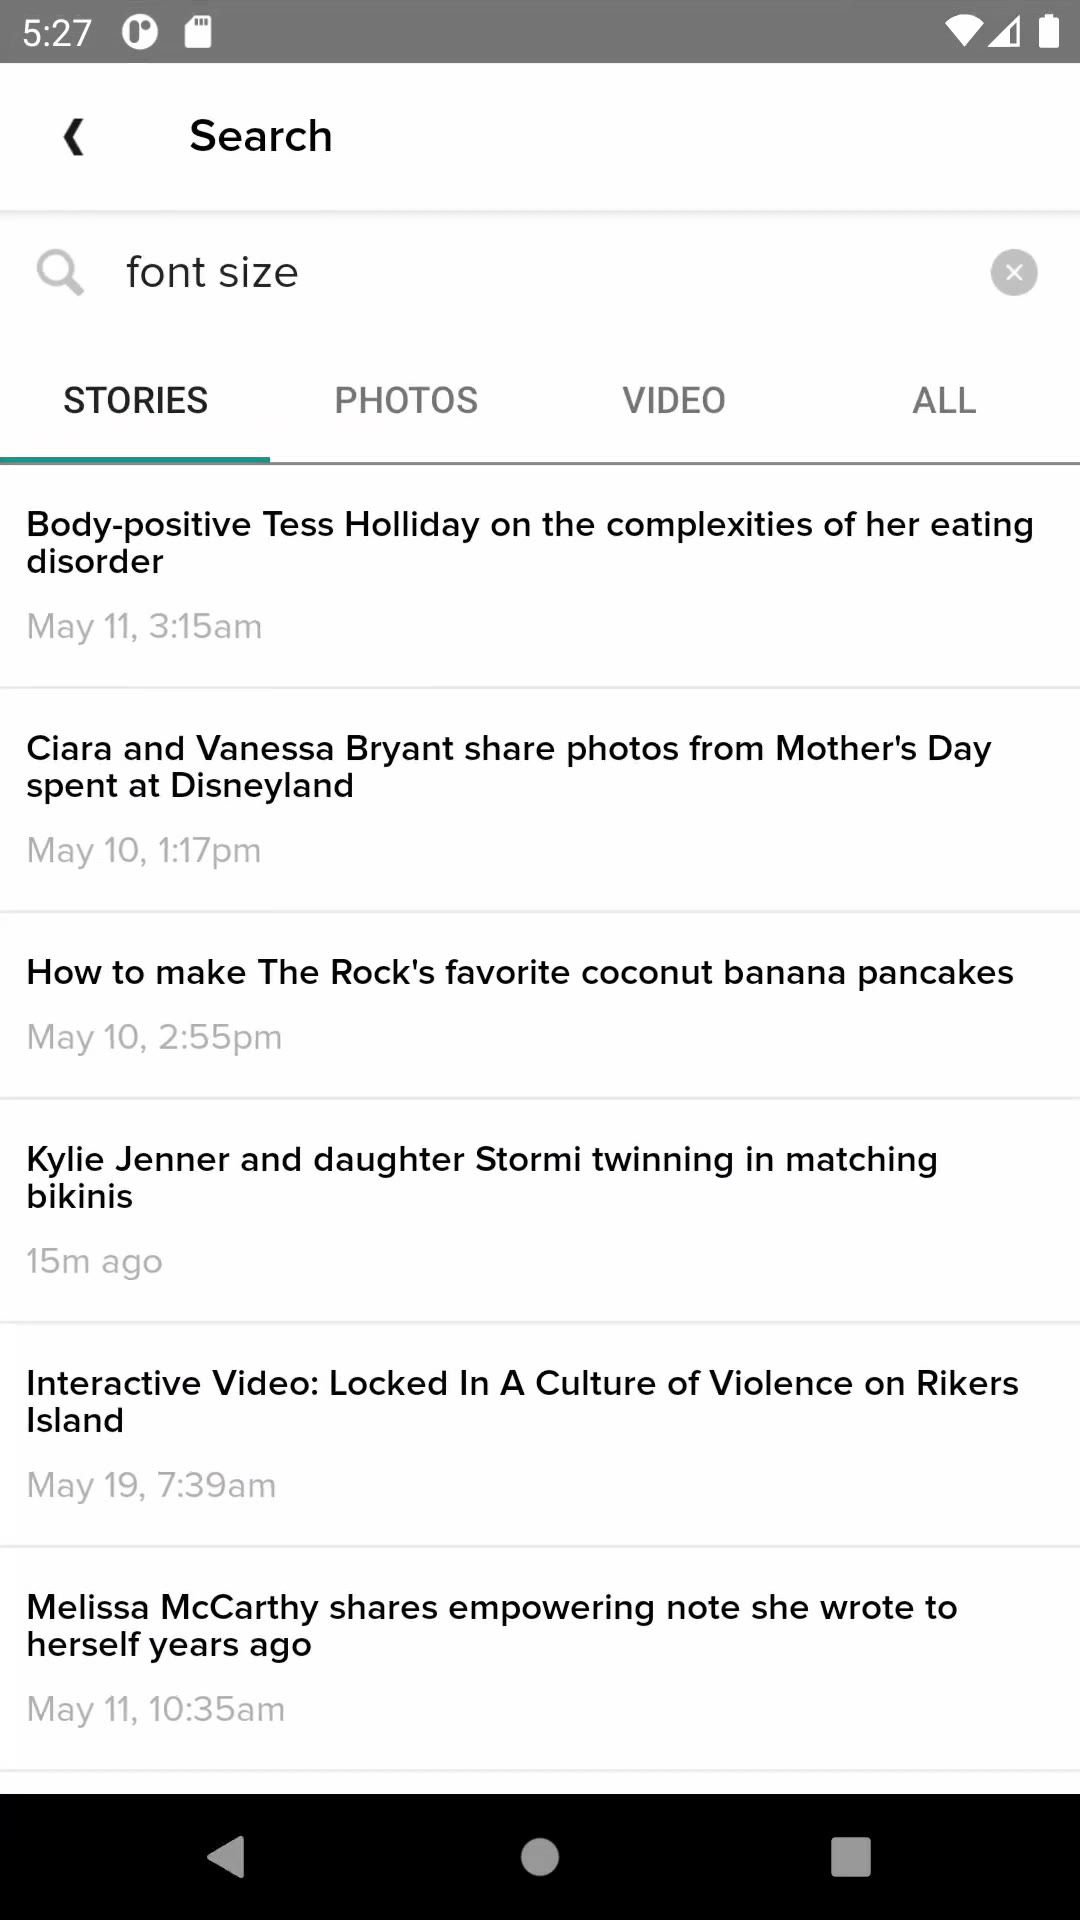 5:27
Search
font size
STORIES PHOTOS VIDEO ALL
Body-positive Tess Holliday on the complexities of her eating
disorder
May 11, 3:15am
Ciara and Vanessa Bryant share photos from Mother's Day
spent at Disneyland
May 10, 1:17pm
How to make The Rock's favorite coconut banana pancakes
May 10, 2:55pm
Kylie Jenner and daughter Stormi twinning in matching
bikinis
15m ago
Interactive Video: Locked In A Culture of Violence on Rikers
Island
May 19, 7:39am
Melissa McCarthy shares empowering note she wrote to
herself years ago
May 11, 10:35am